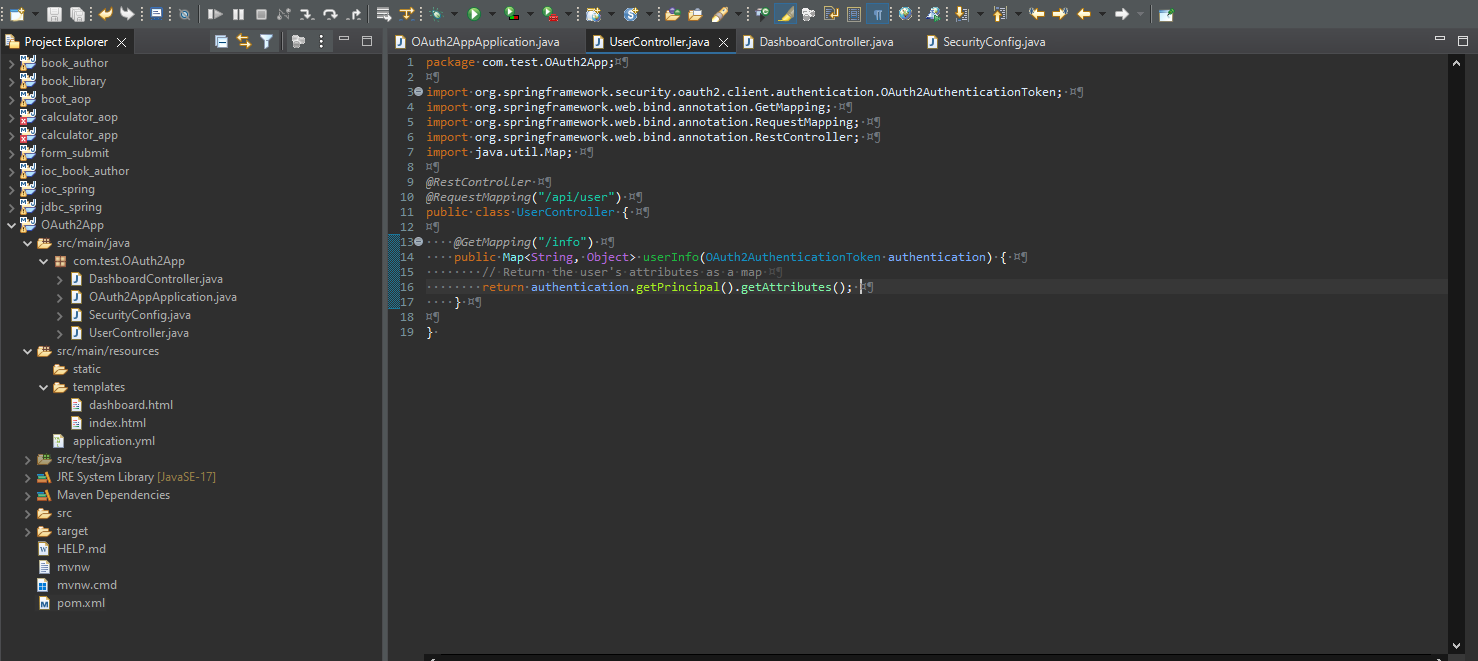 Project Explorer
book_author
book_library
boot_aop
calculator_aop
calculator_app
form_submit
ioc_book_author
ioc_spring
jdbc_spring
OAuth2App
src/main/java
com.test.OAuth2App
DashboardController.java
OAuth2AppApplication.java
SecurityConfig.java
UserController.java
src/main/resources
static
templates
dashboard.html
index.html
application.yml
src/test/java
JRE System Library [JavaSE-17]
Maven Dependencies
src
target
HELP.md
mvnw
mvnw.cmd
pom.xml
OAuth2AppApplication.java
UserController.java
DashboardController.java
SecurityConfig.java
1 package·com.test.OAuth2App;¤¶
2 ¤¶
3 import·org.springframework.security.oauth2.client.authentication.OAuth2AuthenticationToken;·¤¶
4 import·org.springframework.web.bind.annotation.GetMapping;·¤¶
5 import·org.springframework.web.bind.annotation.RequestMapping;·¤¶
6 import·org.springframework.web.bind.annotation.RestController;·¤¶
7 import·java.util.Map;·¤¶
8 ¤¶
9 @RestController·¤¶
10 @RequestMapping("/api/user")·¤¶
11 public·class·UserController·{·¤¶
12 ¤¶
13 ····@GetMapping("/info")·¤¶
14 ····public·Map<String,·Object>·userInfo(OAuth2AuthenticationToken·authentication)·{·¤¶
15 ········//·Return·the·user's·attributes·as·a·map·¤¶
16 ········return·authentication.getPrincipal().getAttributes();·¤¶
17 ····}·¤¶
18 ¤¶
19 }·